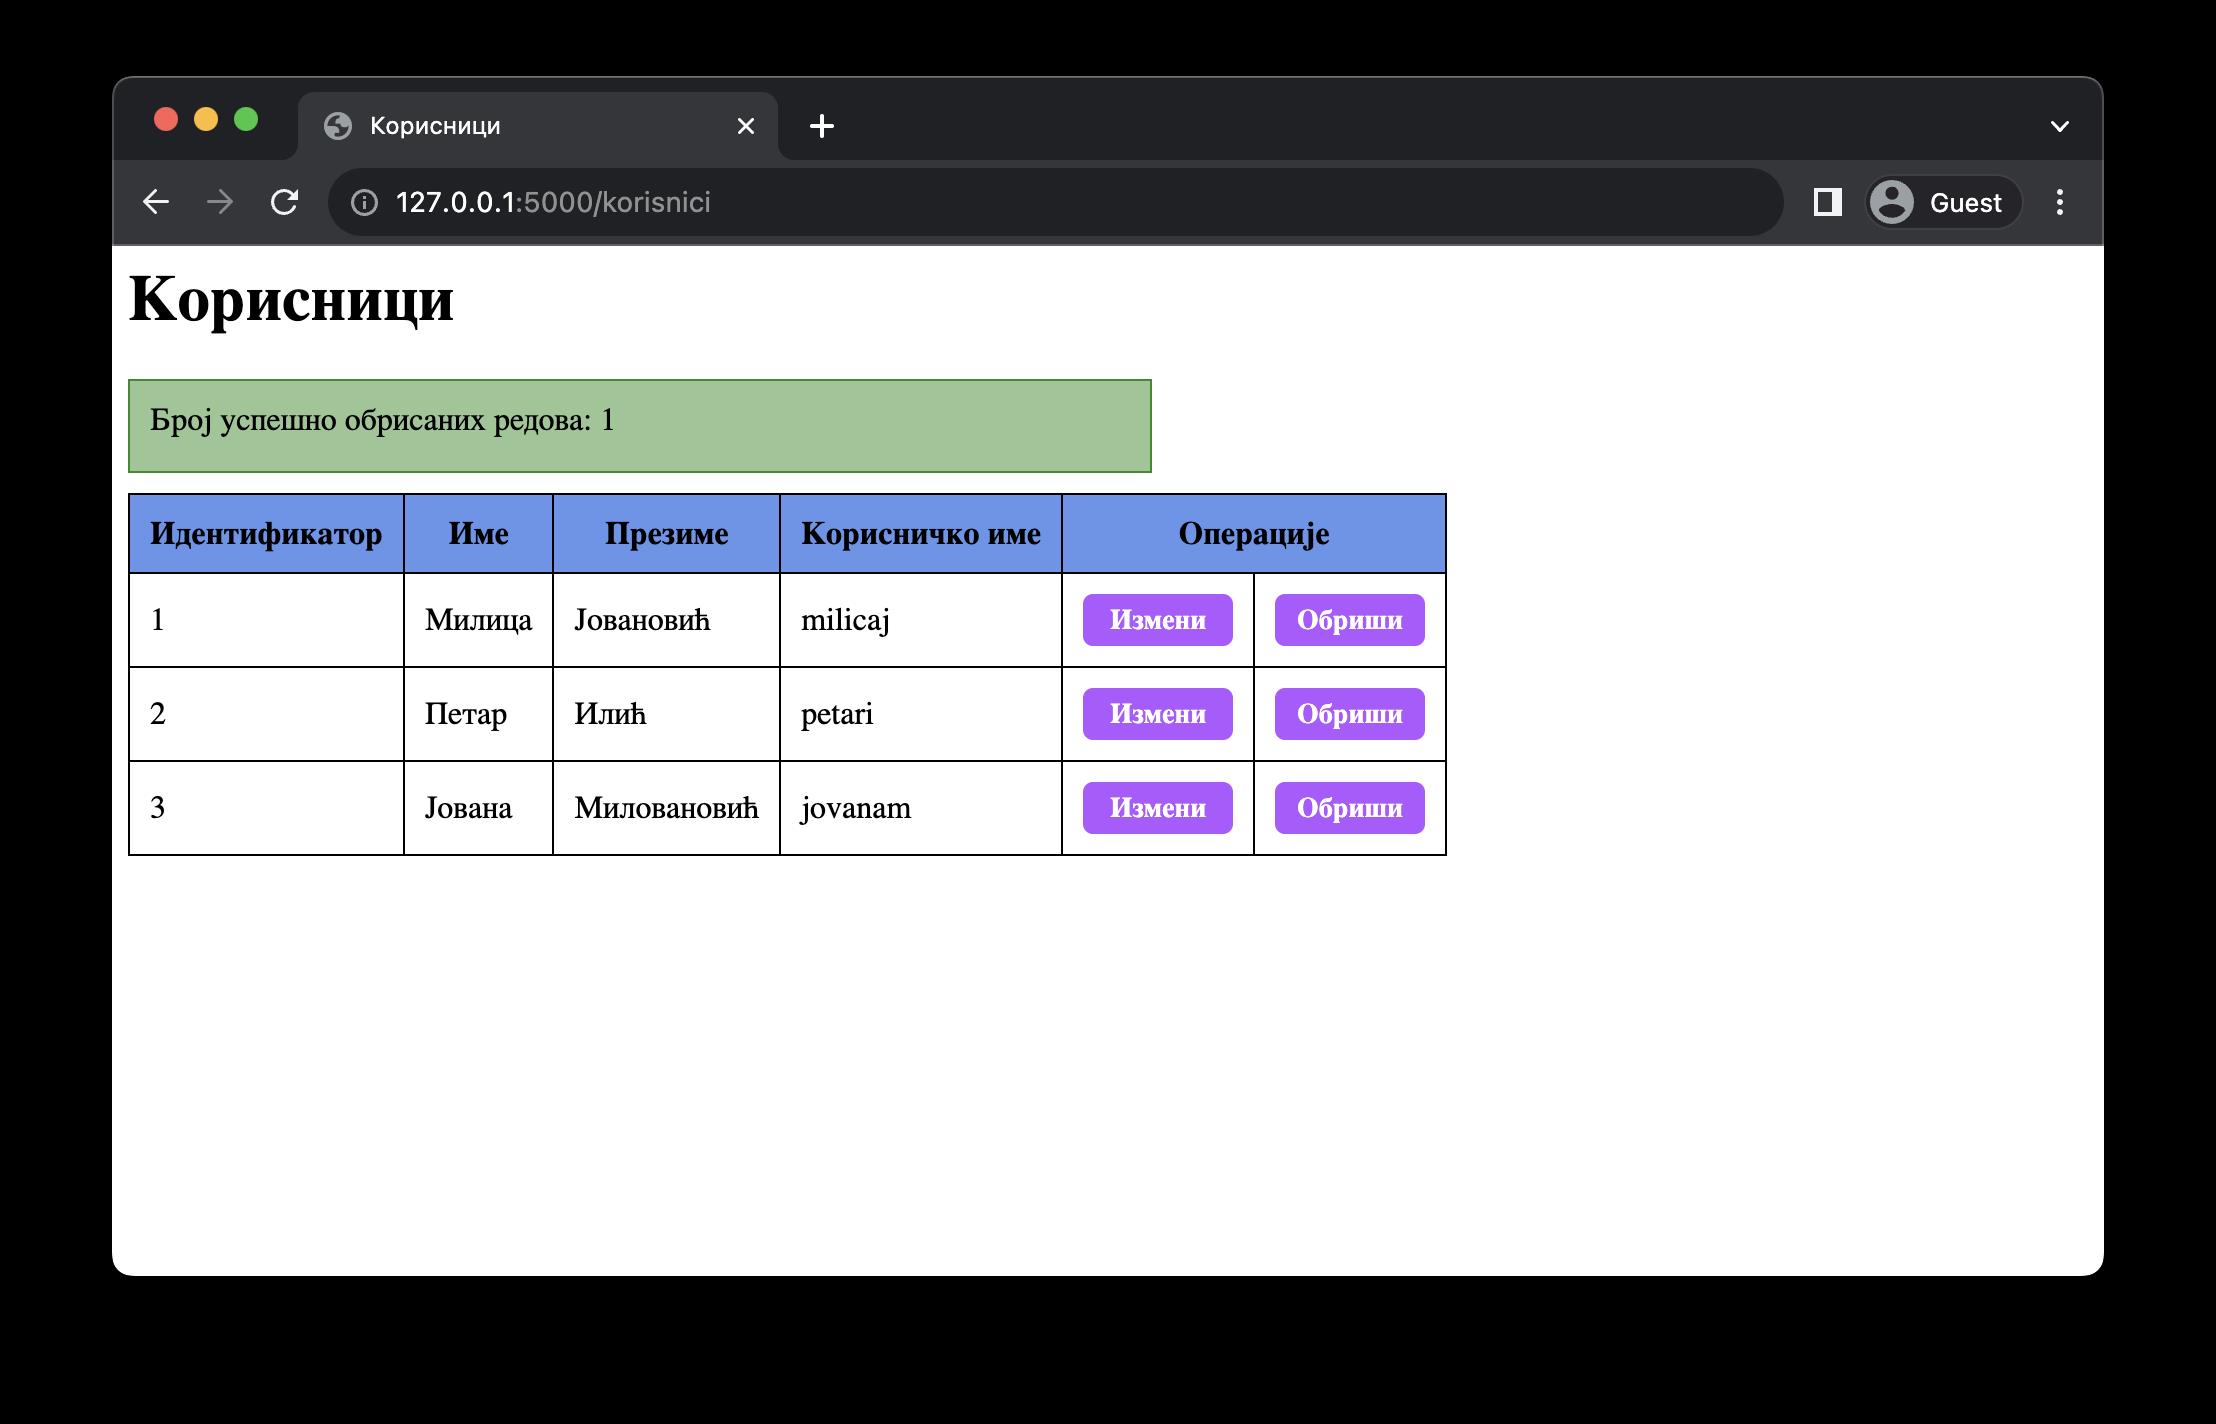 Корисници
127.0.0.1:5000/korisnici
Guest
Корисници
Број успешно обрисаних редова: 1
Идентификатор Име Презиме Корисничко име Операције
1 Милица Јовановић milicaj Измени Обриши
2 Петар Илић petari Измени Обриши
3 Јована Миловановић jovanam Измени Обриши